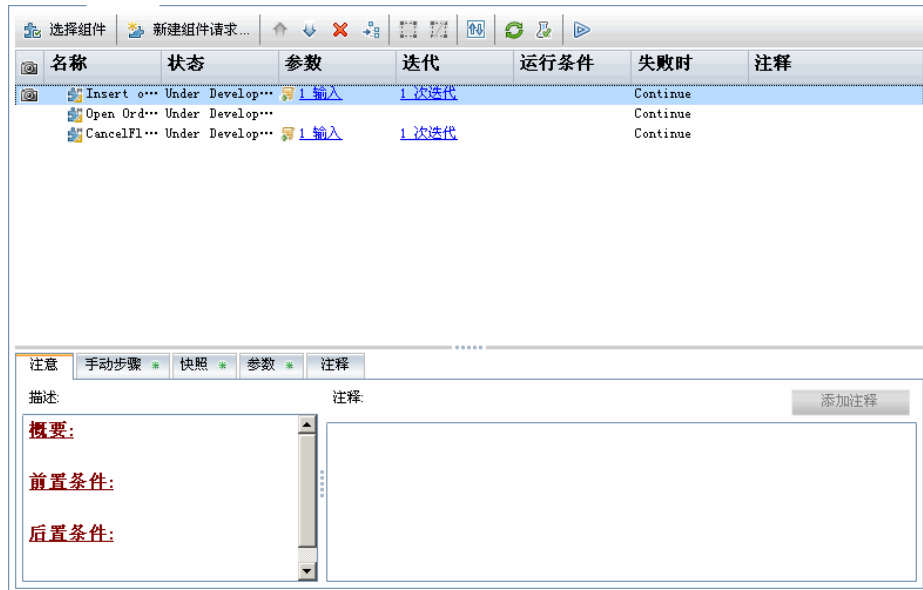 选择组件 新建组件请求...
名称 状态 参数 迭代 运行条件 失败时 注释
Insert o... Under Develop... 1 输入 1 次迭代 Continue
Open Ord... Under Develop... Continue
CancelFl... Under Develop... 1 输入 1 次迭代 Continue
注意 手动步骤 * 快照 * 参数 * 注释
描述: 注释: 添加注释
概要:
前置条件:
后置条件: